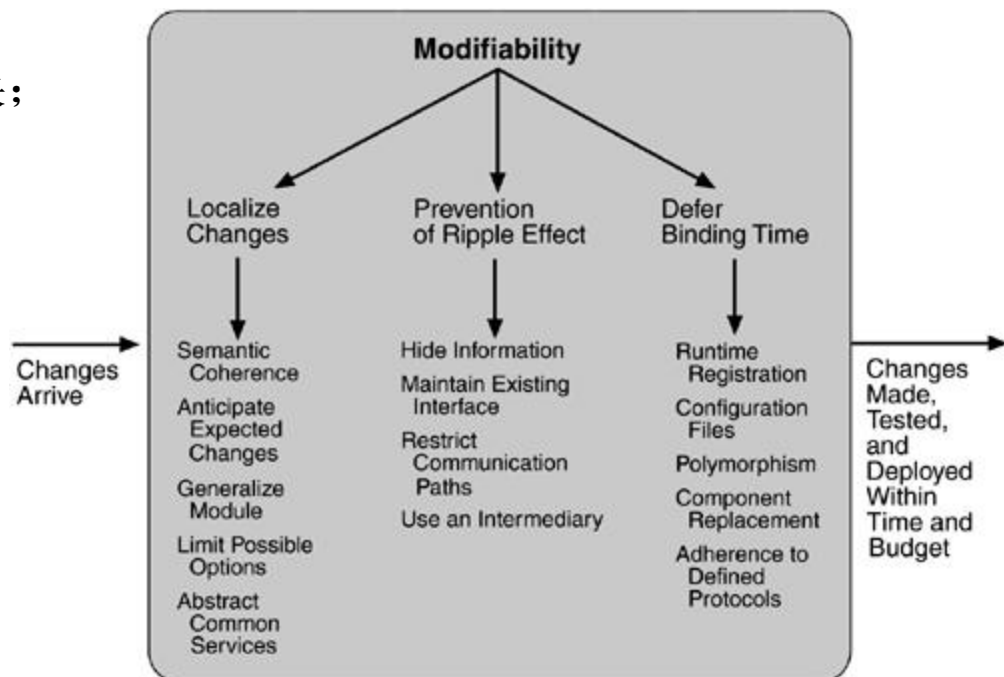 Modifiability
;
Localize
Changes
Prevention
of Ripple Effect
Defer
Binding Time
Changes
Arrive
Semantic
Coherence
Anticipate
Expected
Changes
Generalize
Module
Limit Possible
Options
Abstract
Common
Services
Hide Information
Maintain Existing
Interface
Restrict
Communication
Paths
Use an Intermediary
Runtime
Registration
Configuration
Files
Polymorphism
Component
Replacement
Adherence to
Defined
Protocols
Changes
Made,
Tested,
and
Deployed
Within
Time and
Budget